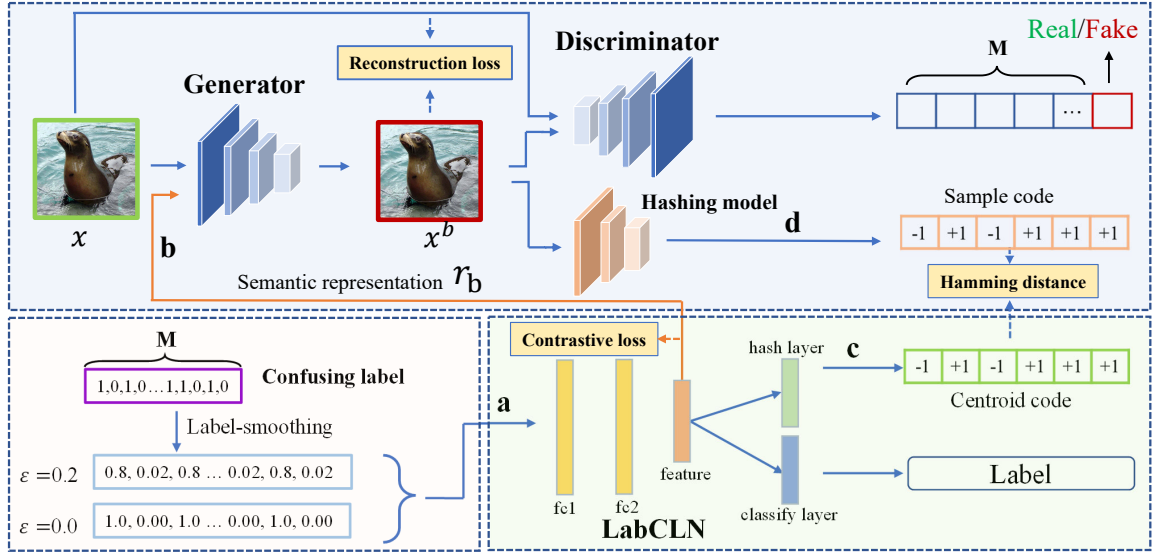 Real/Fake
M
Discriminator
Reconstruction loss
Generator
...
x
x^b
b
Semantic representation r_b
Hashing model
d
Sample code
-1 +1 -1 +1 +1 +1
Hamming distance
M
1,0,1,0…1,1,0,1,0
Confusing label
Label-smoothing
ε=0.2
0.8, 0.02, 0.8 … 0.02, 0.8, 0.02
ε=0.0
1.0, 0.00, 1.0 … 0.00, 1.0, 0.00
a
Contrastive loss
fc1
fc2
feature
hash layer
c
-1 +1 -1 +1 +1 +1
Centroid code
classify layer
Label
LabCLN